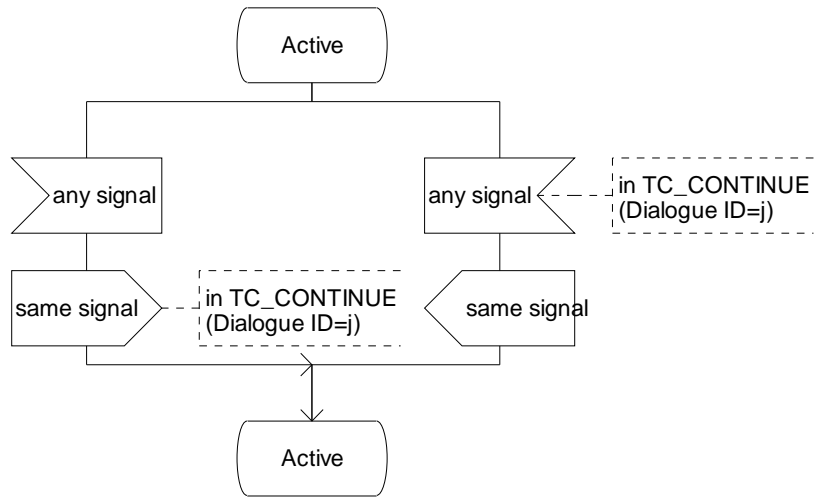 Active
any signal
any signal
in TC_CONTINUE
(Dialogue ID=j)
same signal
in TC_CONTINUE
(Dialogue ID=j)
same signal
Active